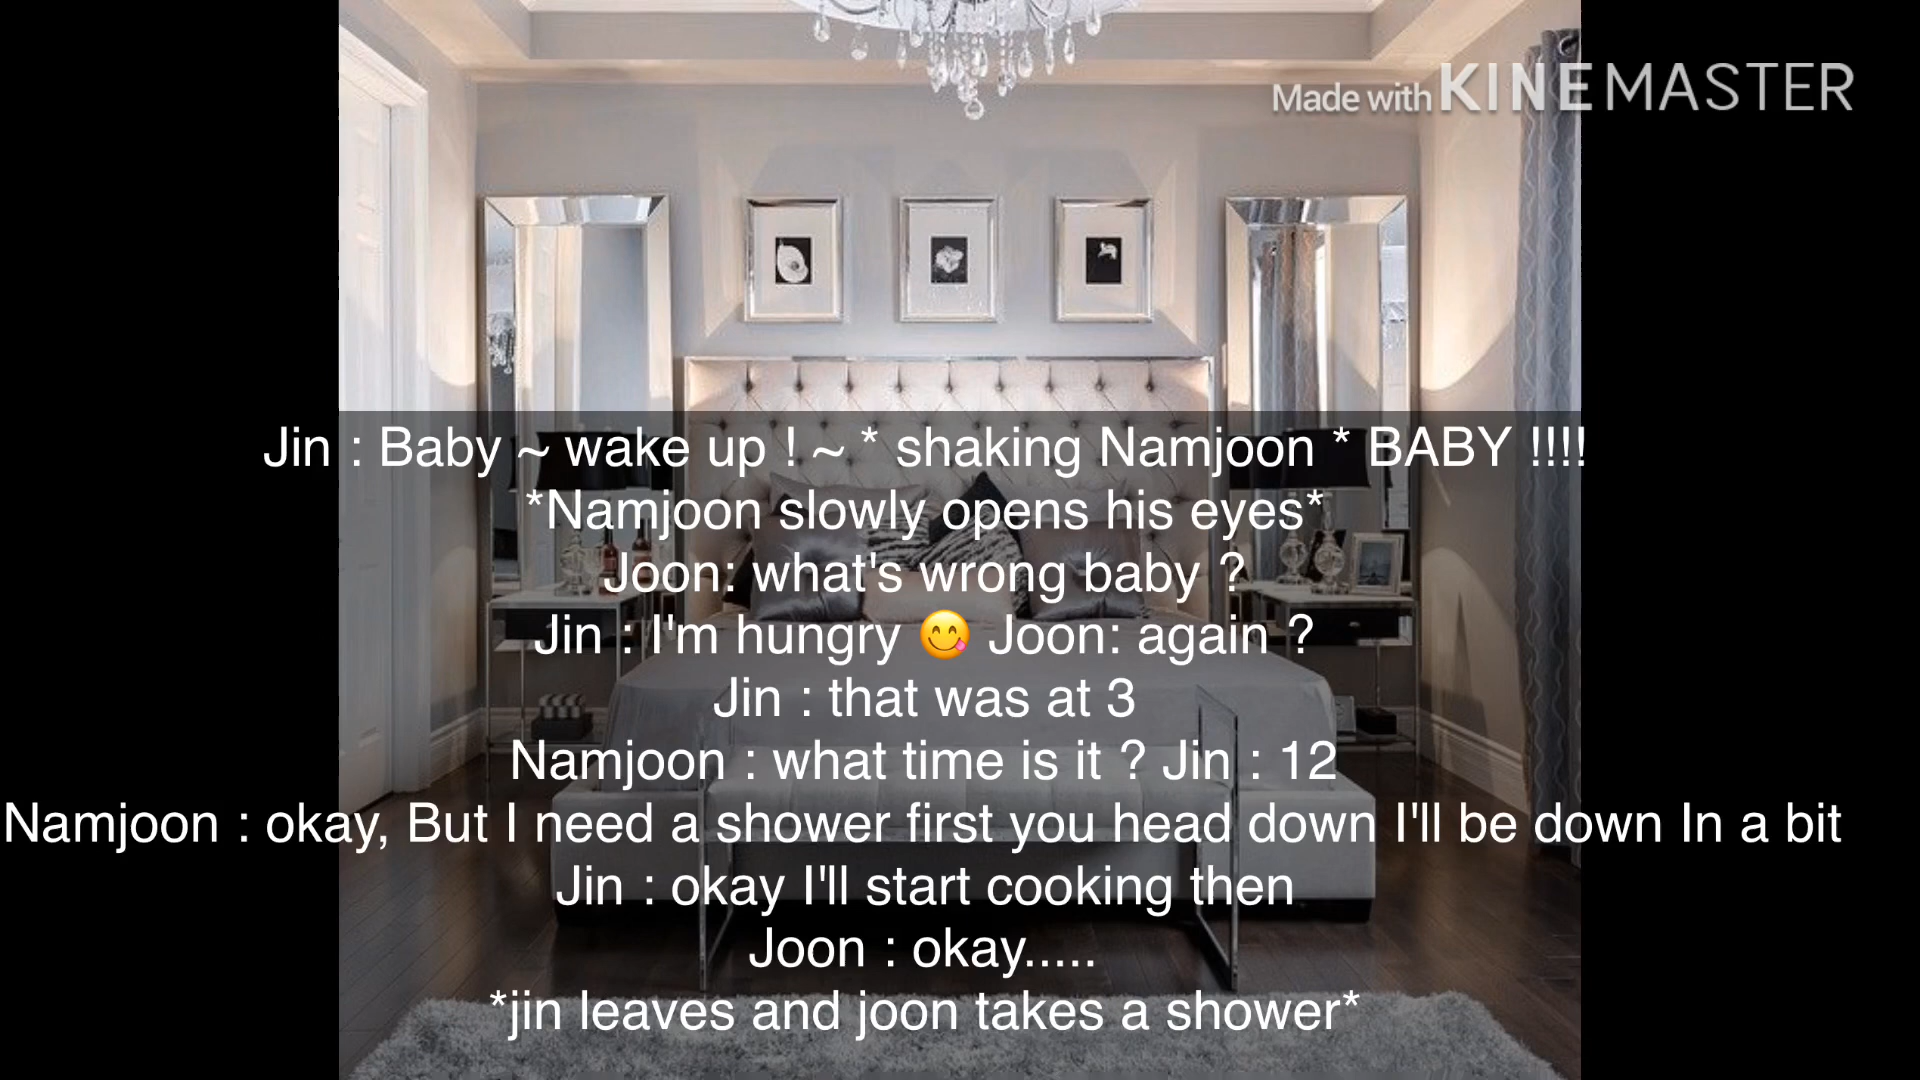 Made with KINEMASTER
Jin : Baby ~ wake up ! ~ * shaking Namjoon * BABY !!!!
*Namjoon slowly opens his eyes*
Joon: what's wrong baby ?
Jin : I'm hungry 😋 Joon: again ?
Jin : that was at 3
Namjoon : what time is it ? Jin : 12
Namjoon : okay, But I need a shower first you head down I'll be down In a bit
Jin : okay I'll start cooking then
Joon : okay.....
*jin leaves and joon takes a shower*